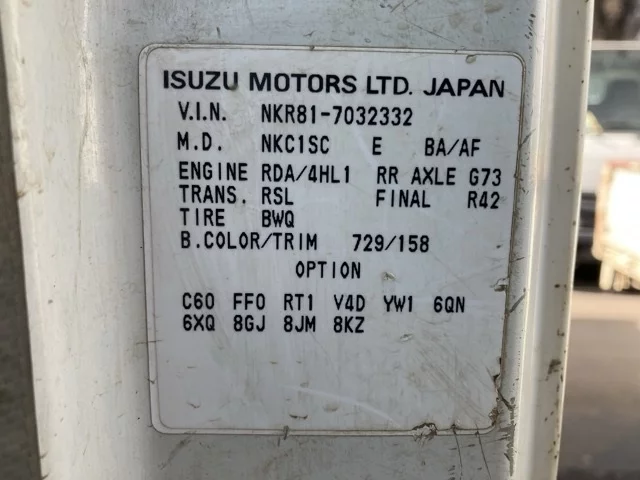 ISUZU MOTORS LTD. JAPAN
V.I.N. NKR81-7032332
M.D. NKC1SC E BA/AF
ENGINE RDA/4HL1 RR AXLE G73
TRANS. RSL FINAL R42
TIRE BWQ
B.COLOR/TRIM 729/158
OPTION
C60 FF0 RT1 V4D YW1 6QN
6XQ 8GJ 8JM 8KZ